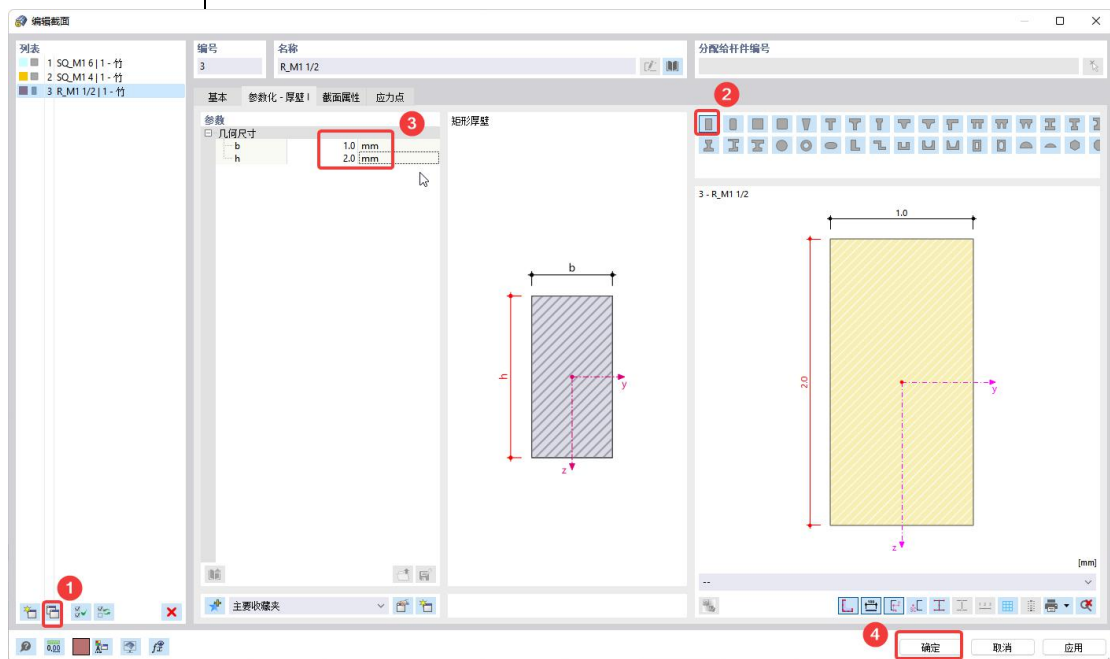 编辑截面
列表
1 SQ_M1 6 | 1 - 竹
2 SQ_M1 4 | 1 - 竹
3 R_M1 1/2 | 1 - 竹
编号
3
名称
R_M1 1/2
分配给杆件编号
基本 参数化 - 厚壁 I 截面属性 应力点
2
参数
3
几何尺寸
b 1.0 mm
h 2.0 mm
矩形厚壁
b
h
y
z
3 - R_M1 1/2
1.0
2.0
y
z
[mm]
--
1
主要收藏夹
4
0,00
确定 取消 应用